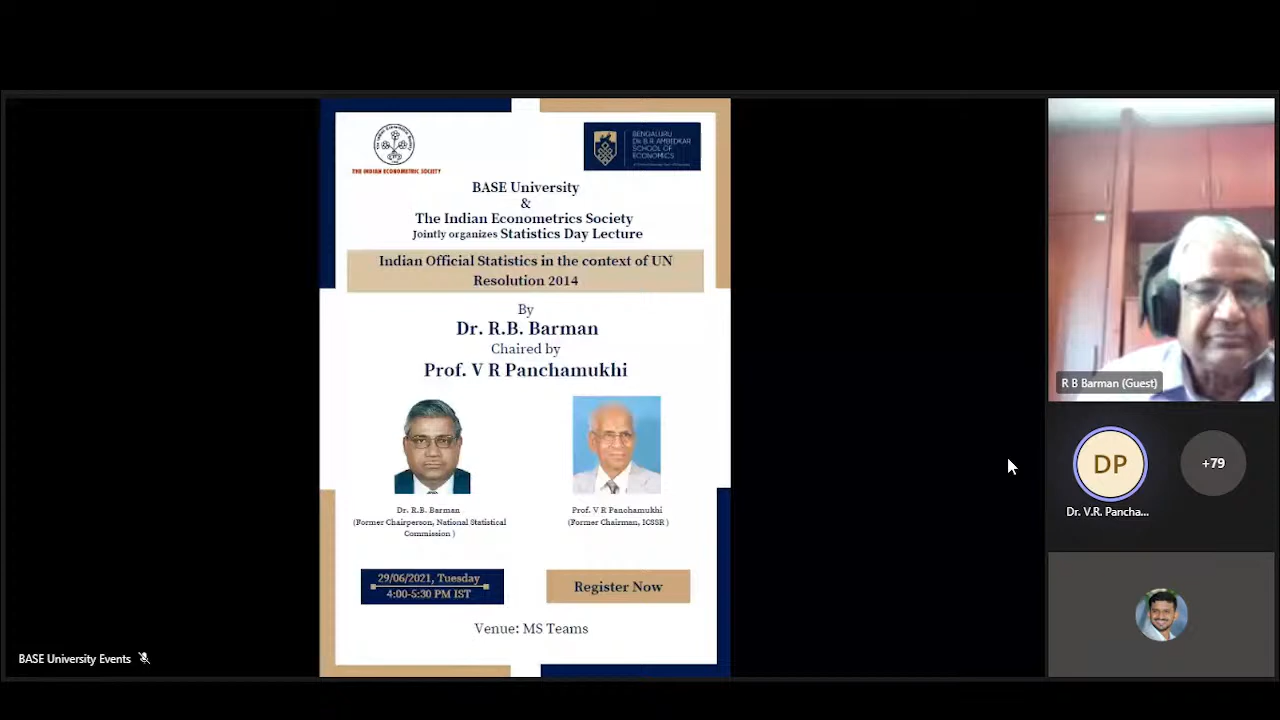 THE INDIAN ECONOMETRIC SOCIETY
BENGALURU
Dr. B.R AMBEDKAR
SCHOOL OF
ECONOMICS
BASE University
&
The Indian Econometrics Society
Jointly organizes Statistics Day Lecture
Indian Official Statistics in the context of UN
Resolution 2014
By
Dr. R.B. Barman
Chaired by
Prof. V R Panchamukhi
Dr. R.B. Barman
(Former Chairperson, National Statistical
Commission )
Prof. V R Panchamukhi
(Former Chairman, ICSSR )
29/06/2021, Tuesday
4:00-5:30 PM IST
Register Now
Venue: MS Teams
BASE University Events
R B Barman (Guest)
DP
Dr. V.R. Pancha...
+79